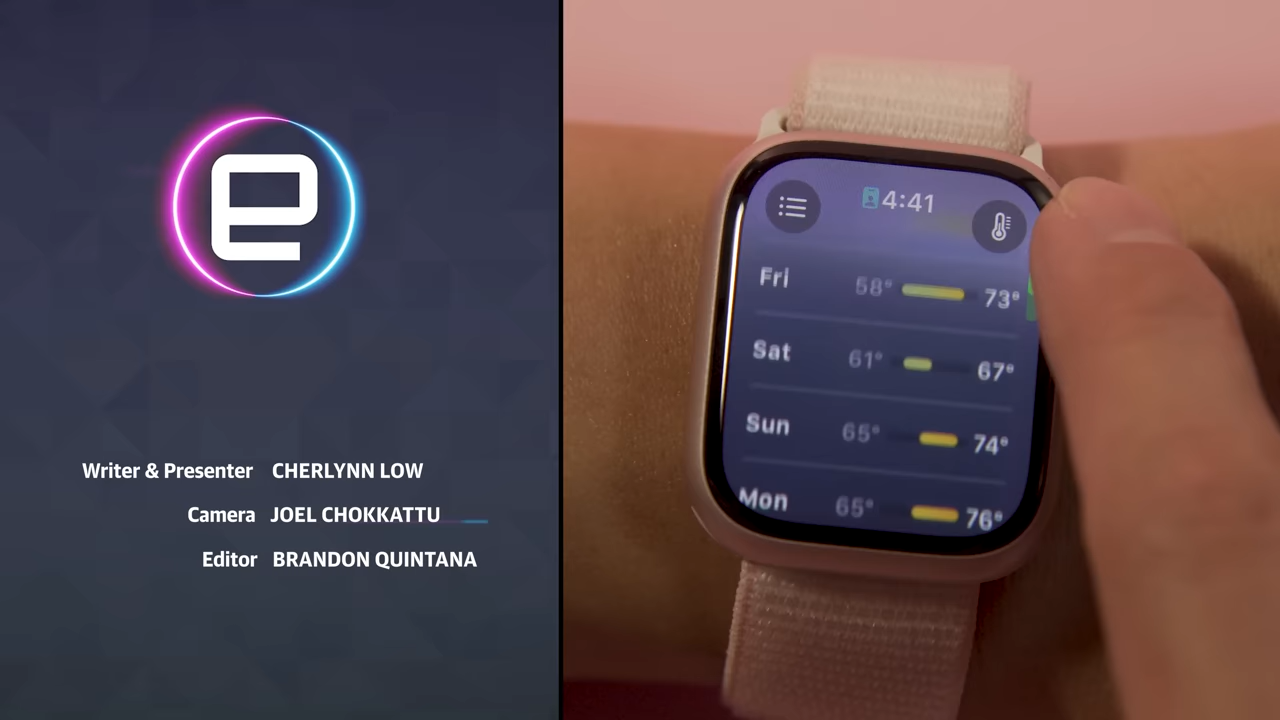 e
Writer & Presenter CHERLYNN LOW
Camera JOEL CHOKKATTU
Editor BRANDON QUINTANA
4:41
Fri 58° 73°
Sat 61° 67°
Sun 65° 74°
Mon 65° 76°